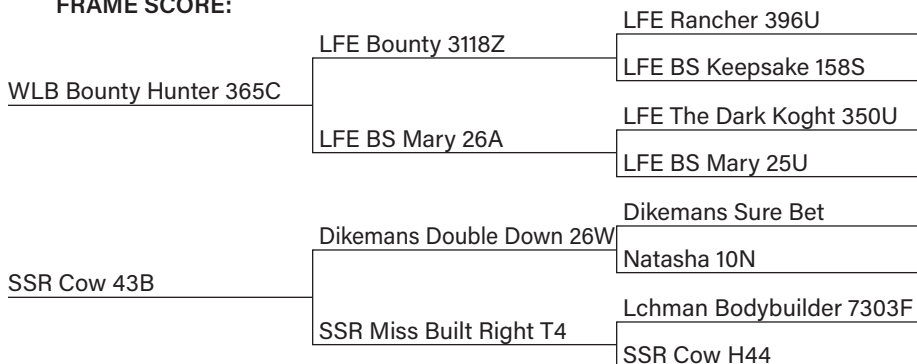 FRAME SCORE:
LFE Rancher 396U
LFE Bounty 3118Z
LFE BS Keepsake 158S
WLB Bounty Hunter 365C
LFE The Dark Koght 350U
LFE BS Mary 26A
LFE BS Mary 25U
Dikemans Sure Bet
Dikemans Double Down 26W
Natasha 10N
SSR Cow 43B
Lchman Bodybuilder 7303F
SSR Miss Built Right T4
SSR Cow H44